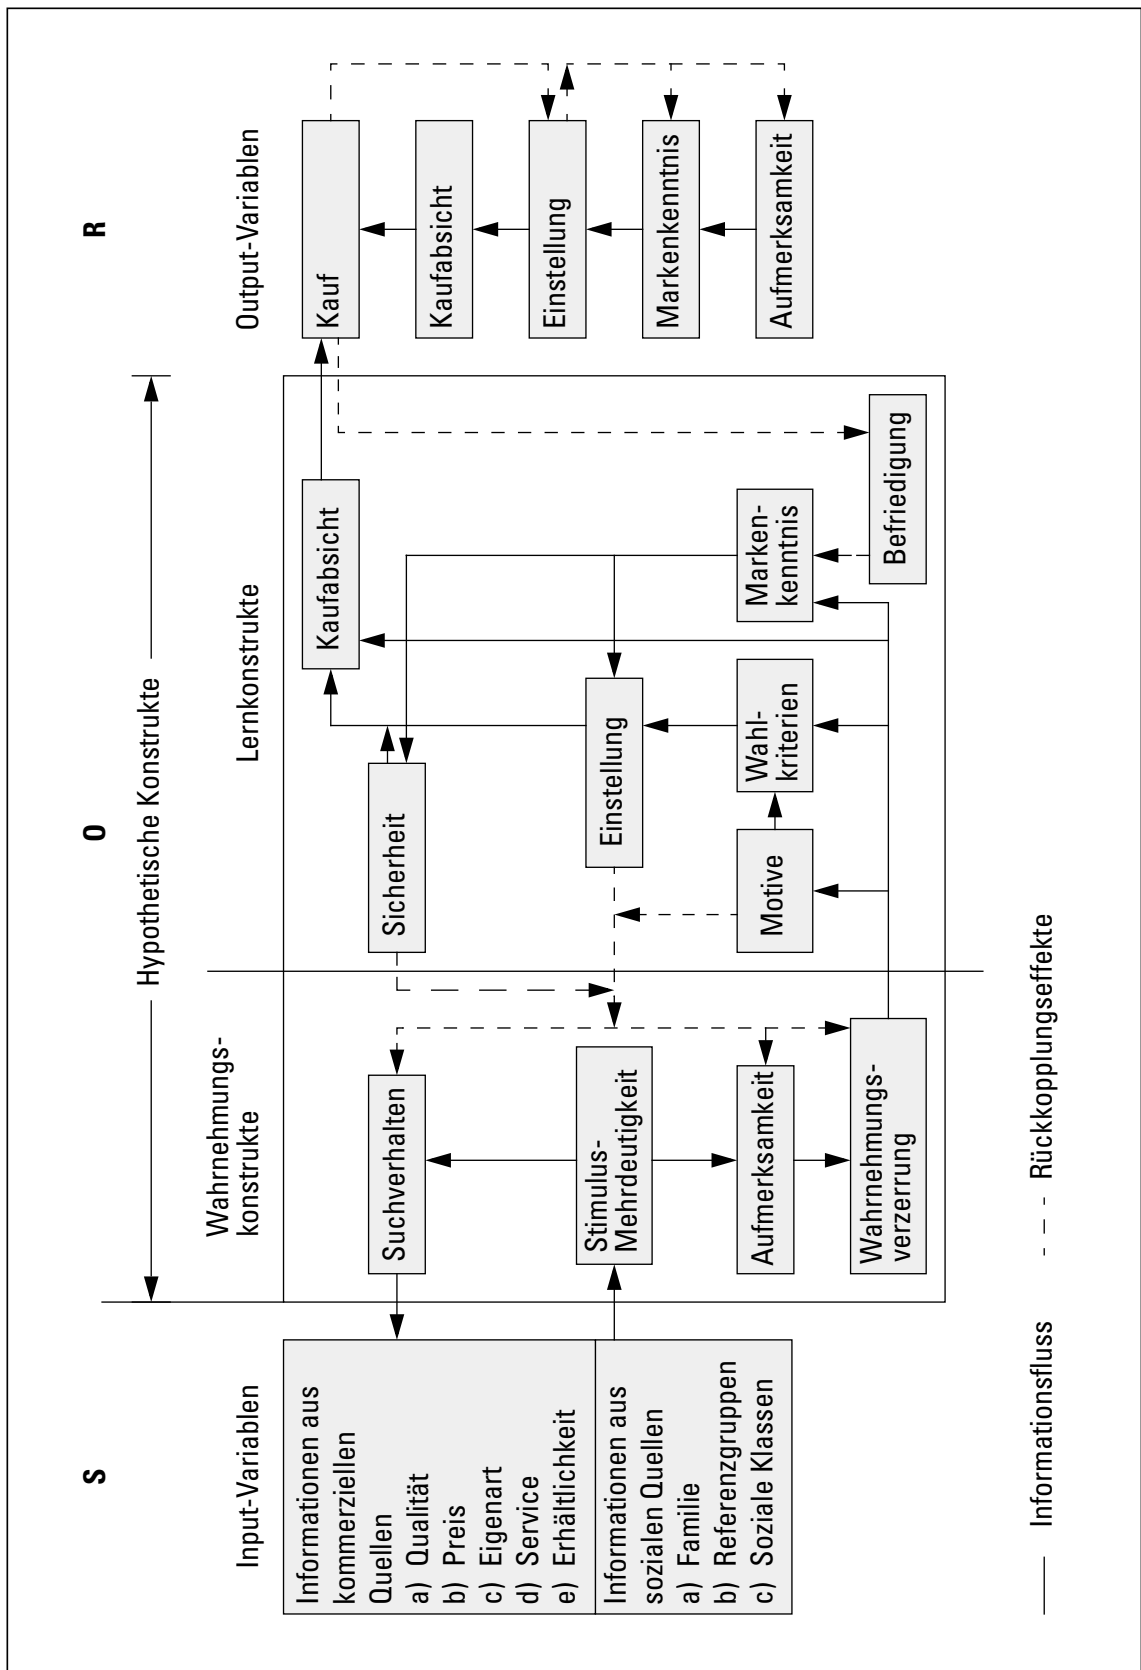 S
O
R
Hypothetische Konstrukte
Input-Variablen
Wahrnehmungs-
konstrukte
Lernkonstrukte
Output-Variablen
Informationen aus
kommerziellen
Quellen
a) Qualität
b) Preis
c) Eigenart
d) Service
e) Erhältlichkeit
Informationen aus
sozialen Quellen
a) Familie
b) Referenzgruppen
c) Soziale Klassen
Suchverhalten
Stimulus-
Mehrdeutigkeit
Aufmerksamkeit
Wahrnehmungs-
verzerrung
Sicherheit
Kaufabsicht
Einstellung
Motive
Wahl-
kriterien
Marken-
kenntnis
Befriedigung
Kauf
Kaufabsicht
Einstellung
Markenkenntnis
Aufmerksamkeit
Informationsfluss
Rückkopplungseffekte